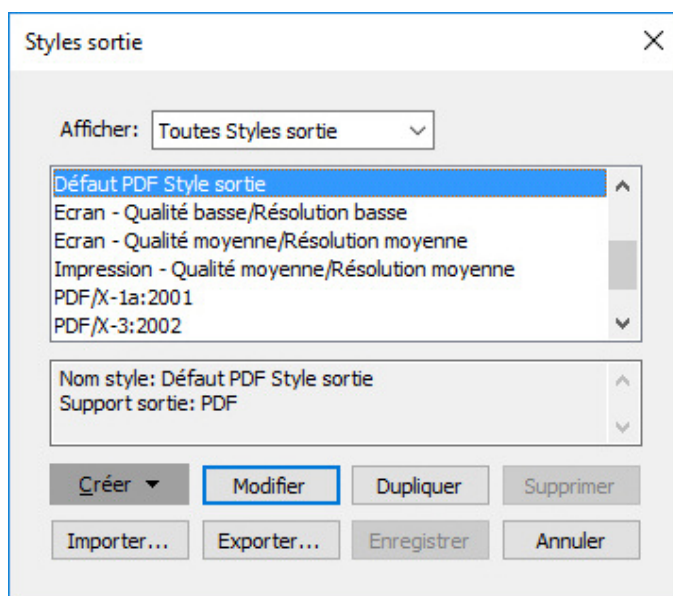 Styles sortie
Afficher: Toutes Styles sortie
Défaut PDF Style sortie
Ecran - Qualité basse/Résolution basse
Ecran - Qualité moyenne/Résolution moyenne
Impression - Qualité moyenne/Résolution moyenne
PDF/X-1a:2001
PDF/X-3:2002
Nom style: Défaut PDF Style sortie
Support sortie: PDF
Créer Modifier Dupliquer Supprimer
Importer... Exporter... Enregistrer Annuler